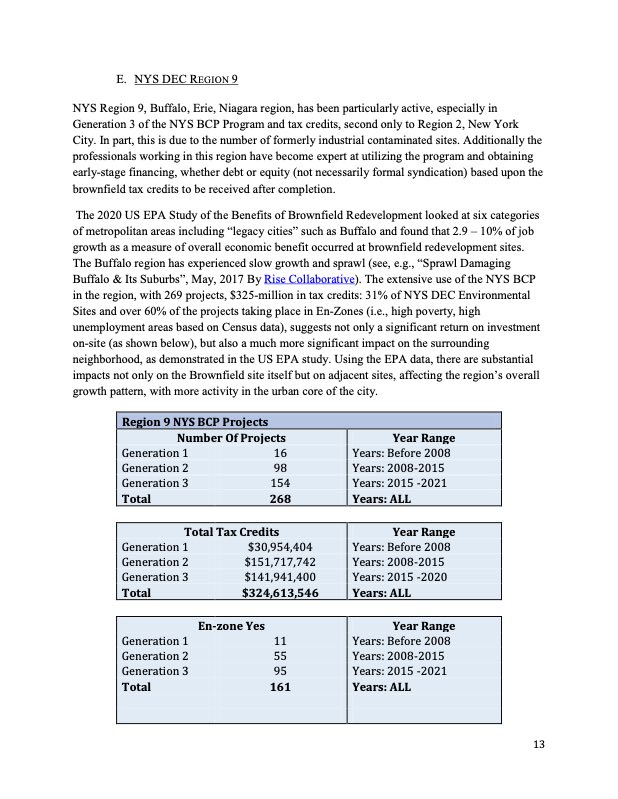 E. NYS DEC REGION 9
NYS Region 9, Buffalo, Erie, Niagara region, has been particularly active, especially in
Generation 3 of the NYS BCP Program and tax credits, second only to Region 2, New York
City. In part, this is due to the number of formerly industrial contaminated sites. Additionally the
professionals working in this region have become expert at utilizing the program and obtaining
early-stage financing, whether debt or equity (not necessarily formal syndication) based upon the
brownfield tax credits to be received after completion.
The 2020 US EPA Study of the Benefits of Brownfield Redevelopment looked at six categories
of metropolitan areas including “legacy cities” such as Buffalo and found that 2.9 – 10% of job
growth as a measure of overall economic benefit occurred at brownfield redevelopment sites.
The Buffalo region has experienced slow growth and sprawl (see, e.g., “Sprawl Damaging
Buffalo & Its Suburbs”, May, 2017 By Rise Collaborative). The extensive use of the NYS BCP
in the region, with 269 projects, $325-million in tax credits: 31% of NYS DEC Environmental
Sites and over 60% of the projects taking place in En-Zones (i.e., high poverty, high
unemployment areas based on Census data), suggests not only a significant return on investment
on-site (as shown below), but also a much more significant impact on the surrounding
neighborhood, as demonstrated in the US EPA study. Using the EPA data, there are substantial
impacts not only on the Brownfield site itself but on adjacent sites, affecting the region’s overall
growth pattern, with more activity in the urban core of the city.
Region 9 NYS BCP Projects
Number Of Projects Year Range
Generation 1 16 Years: Before 2008
Generation 2 98 Years: 2008-2015
Generation 3 154 Years: 2015 -2021
Total 268 Years: ALL
Total Tax Credits Year Range
Generation 1 $30,954,404 Years: Before 2008
Generation 2 $151,717,742 Years: 2008-2015
Generation 3 $141,941,400 Years: 2015 -2020
Total $324,613,546 Years: ALL
En-zone Yes Year Range
Generation 1 11 Years: Before 2008
Generation 2 55 Years: 2008-2015
Generation 3 95 Years: 2015 -2021
Total 161 Years: ALL
13